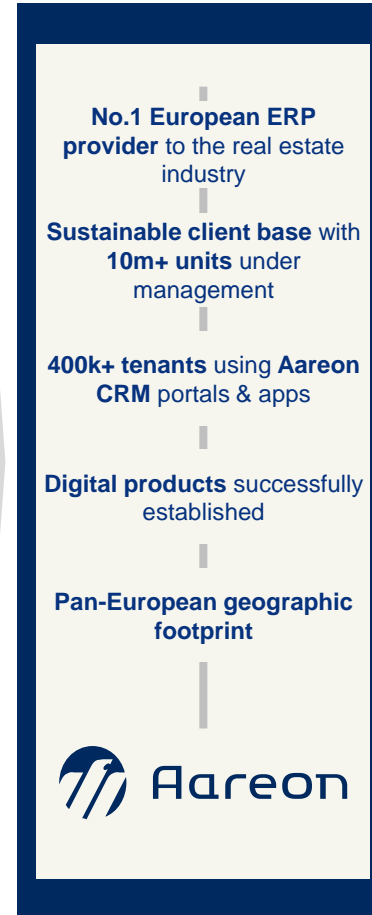 No.1 European ERP
provider to the real estate
industry
Sustainable client base with
10m+ units under
management
400k+ tenants using Aareon
CRM portals & apps
Digital products successfully
established
Pan-European geographic
footprint
Aareon